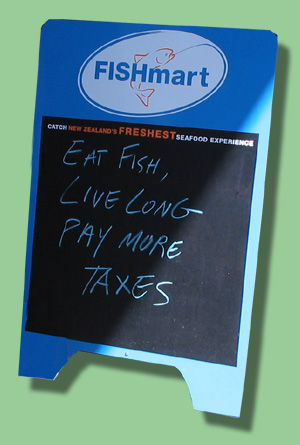 FISHmart
CATCH NEW ZEALAND'S FRESHEST SEAFOOD EXPERIENCE
EAT FISH,
LIVE LONG
PAY MORE
TAXES